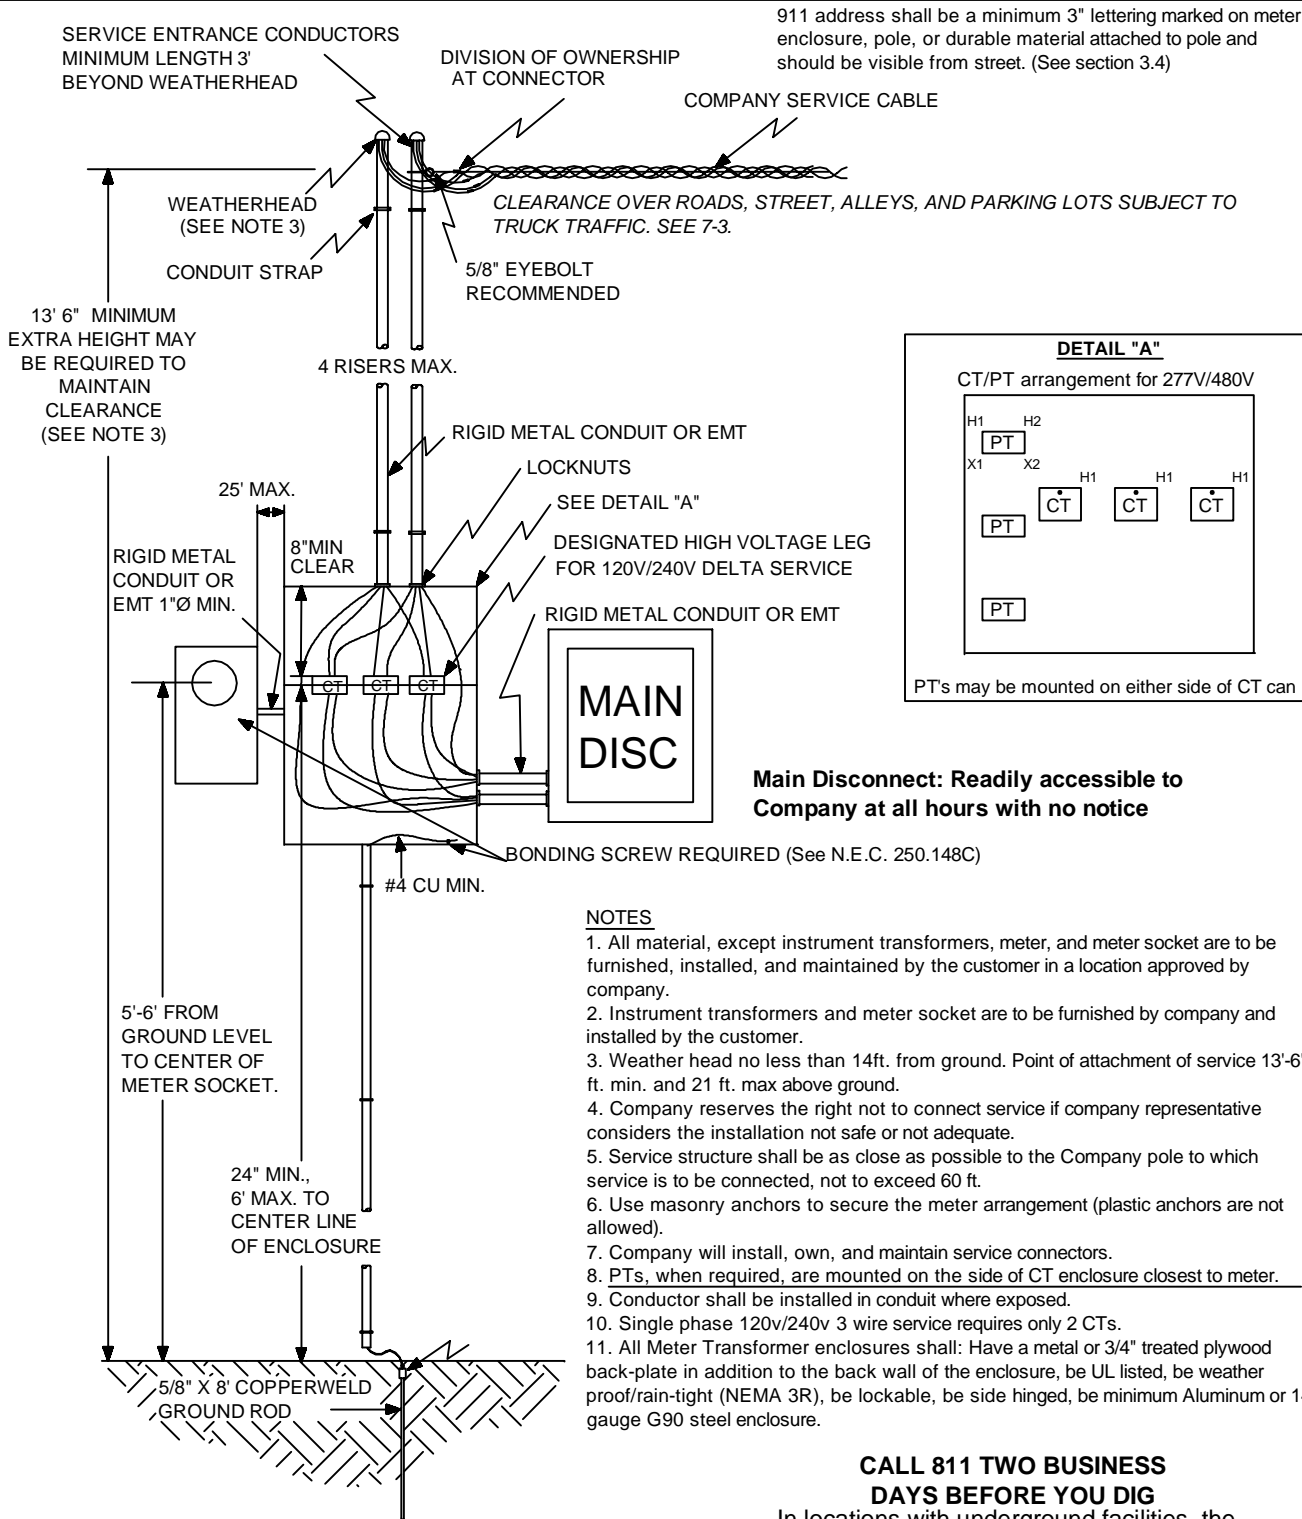 911 address shall be a minimum 3" lettering marked on meter
enclosure, pole, or durable material attached to pole and
should be visible from street. (See section 3.4)
SERVICE ENTRANCE CONDUCTORS
MINIMUM LENGTH 3'
BEYOND WEATHERHEAD
DIVISION OF OWNERSHIP
AT CONNECTOR
COMPANY SERVICE CABLE
WEATHERHEAD
(SEE NOTE 3)
CLEARANCE OVER ROADS, STREET, ALLEYS, AND PARKING LOTS SUBJECT TO
TRUCK TRAFFIC. SEE 7-3.
CONDUIT STRAP
5/8" EYEBOLT
RECOMMENDED
13' 6" MINIMUM
EXTRA HEIGHT MAY
BE REQUIRED TO
MAINTAIN
CLEARANCE
(SEE NOTE 3)
4 RISERS MAX.
DETAIL "A"
CT/PT arrangement for 277V/480V
H1 H2
PT
X1 X2
H1 H1 H1
CT CT CT
PT
PT
PT's may be mounted on either side of CT can
RIGID METAL CONDUIT OR EMT
LOCKNUTS
25' MAX.
SEE DETAIL "A"
8"MIN
CLEAR
DESIGNATED HIGH VOLTAGE LEG
FOR 120V/240V DELTA SERVICE
RIGID METAL
CONDUIT OR
EMT 1"Ø MIN.
RIGID METAL CONDUIT OR EMT
CT CT CT
MAIN
DISC
Main Disconnect: Readily accessible to
Company at all hours with no notice
BONDING SCREW REQUIRED (See N.E.C. 250.148C)
#4 CU MIN.
5'-6' FROM
GROUND LEVEL
TO CENTER OF
METER SOCKET.
24" MIN.,
6' MAX. TO
CENTER LINE
OF ENCLOSURE
5/8" X 8' COPPERWELD
GROUND ROD
NOTES
1. All material, except instrument transformers, meter, and meter socket are to be
furnished, installed, and maintained by the customer in a location approved by
company.
2. Instrument transformers and meter socket are to be furnished by company and
installed by the customer.
3. Weather head no less than 14ft. from ground. Point of attachment of service 13'-6"
ft. min. and 21 ft. max above ground.
4. Company reserves the right not to connect service if company representative
considers the installation not safe or not adequate.
5. Service structure shall be as close as possible to the Company pole to which
service is to be connected, not to exceed 60 ft.
6. Use masonry anchors to secure the meter arrangement (plastic anchors are not
allowed).
7. Company will install, own, and maintain service connectors.
8. PTs, when required, are mounted on the side of CT enclosure closest to meter.
9. Conductor shall be installed in conduit where exposed.
10. Single phase 120v/240v 3 wire service requires only 2 CTs.
11. All Meter Transformer enclosures shall: Have a metal or 3/4" treated plywood
back-plate in addition to the back wall of the enclosure, be UL listed, be weather
proof/rain-tight (NEMA 3R), be lockable, be side hinged, be minimum Aluminum or
gauge G90 steel enclosure.
CALL 811 TWO BUSINESS
DAYS BEFORE YOU DIG
In locations with underground facilities, the